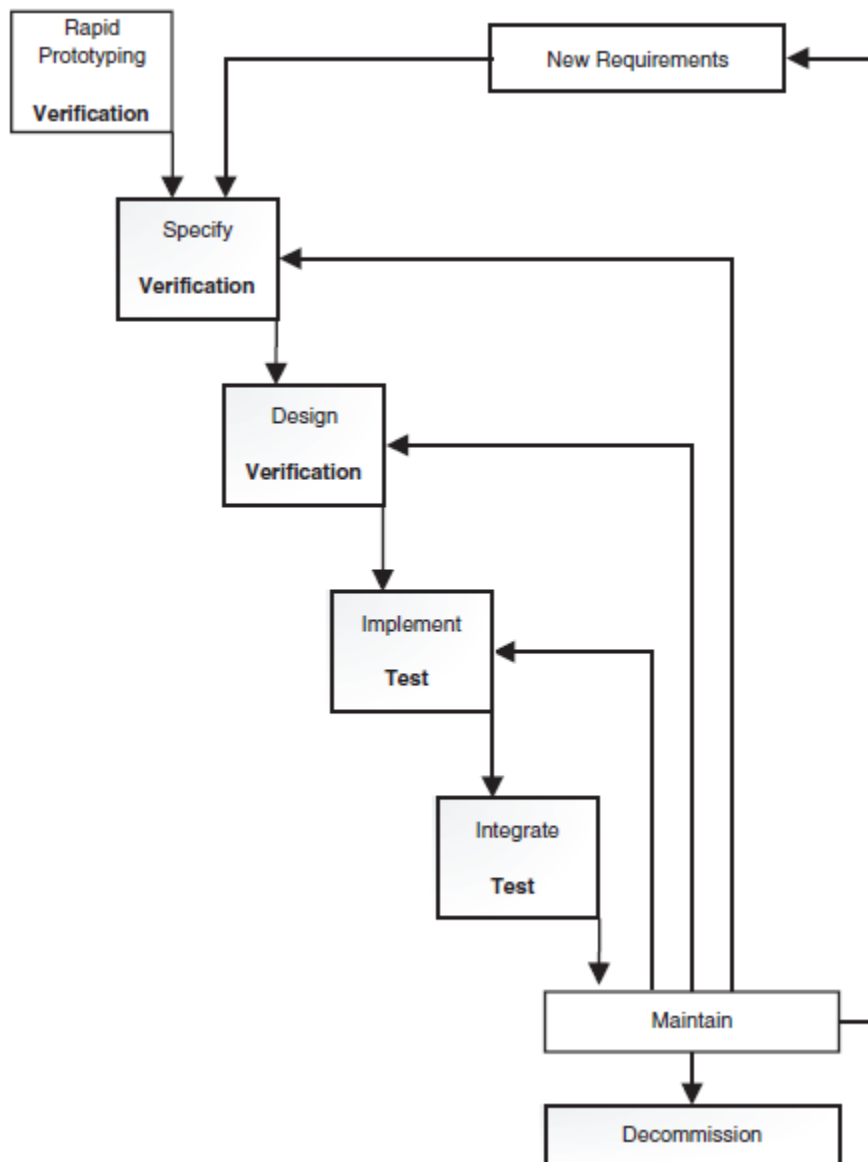 Rapid
Prototyping
Verification
New Requirements
Specify
Verification
Design
Verification
Implement
Test
Integrate
Test
Maintain
Decommission